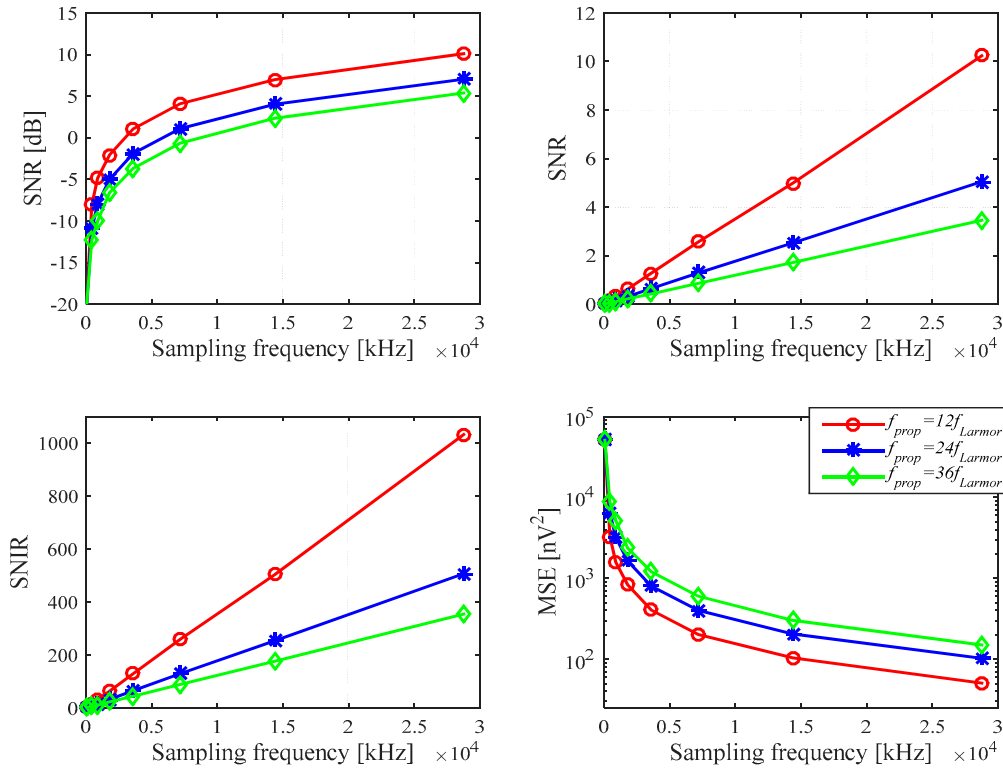 SNR [dB]
15
10
5
0
-5
-10
-15
-20
0 0.5 1 1.5 2 2.5 3
Sampling frequency [kHz] ×10^4
SNR
12
10
8
6
4
2
0
0 0.5 1 1.5 2 2.5 3
Sampling frequency [kHz] ×10^4
SNIR
1000
800
600
400
200
0
0 0.5 1 1.5 2 2.5 3
Sampling frequency [kHz] ×10^4
MSE [nV^2]
10^5
10^4
10^3
10^2
0 0.5 1 1.5 2 2.5 3
Sampling frequency [kHz] ×10^4
f_prop=12f_Larmor
f_prop=24f_Larmor
f_prop=36f_Larmor